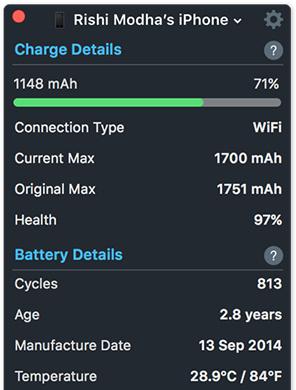 Rishi Modha's iPhone
Charge Details ?
1148 mAh 71%
Connection Type WiFi
Current Max 1700 mAh
Original Max 1751 mAh
Health 97%
Battery Details ?
Cycles 813
Age 2.8 years
Manufacture Date 13 Sep 2014
Temperature 28.9°C / 84°F